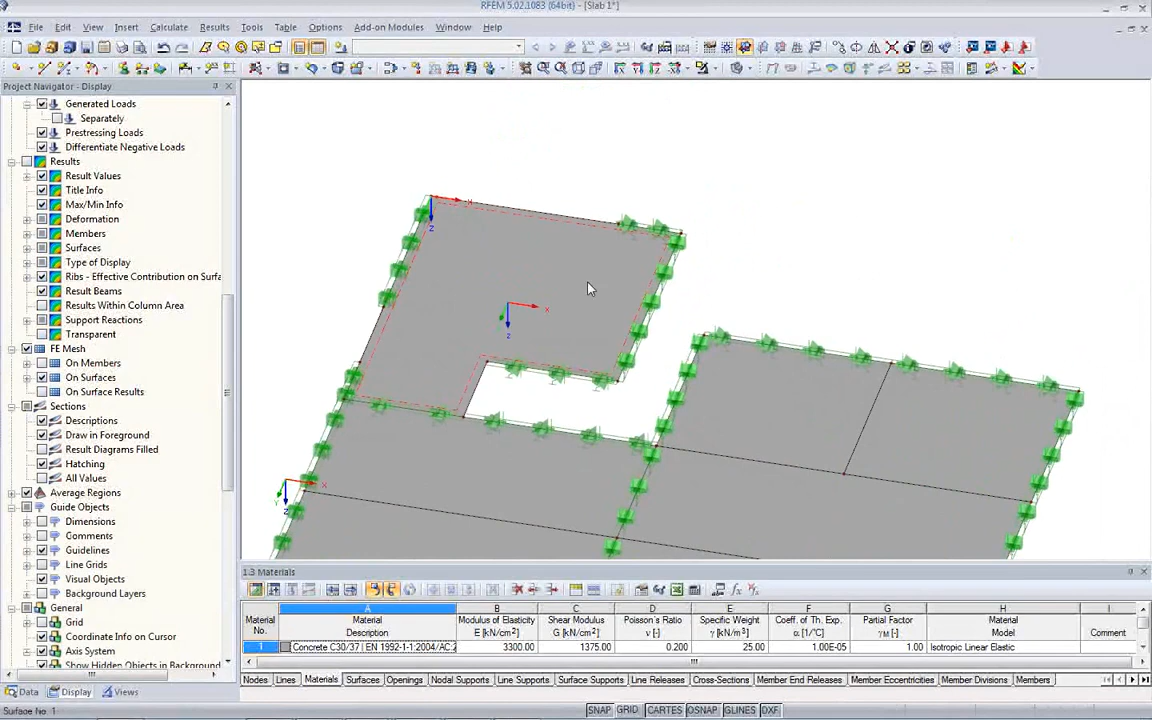 RFEM 5.02.1083 (64bit) - [Slab 1*]
File Edit View Insert Calculate Results Tools Table Options Add-on Modules Window Help
Project Navigator - Display
Generated Loads
Separately
Prestressing Loads
Differentiate Negative Loads
Results
Result Values
Title Info
Max/Min Info
Deformation
Members
Surfaces
Type of Display
Ribs - Effective Contribution on Surfa
Result Beams
Results Within Column Area
Support Reactions
Transparent
FE Mesh
On Members
On Surfaces
On Surface Results
Sections
Descriptions
Draw in Foreground
Result Diagrams Filled
Hatching
All Values
Average Regions
Guide Objects
Dimensions
Comments
Guidelines
Line Grids
Visual Objects
Background Layers
General
Grid
Coordinate Info on Cursor
Axis System
Show Hidden Objects in Background
Data Display Views
X
Z
x
z
X
Y
Z
1.3 Materials
A B C D E F G H I
Material Material Modulus of Elasticity Shear Modulus Poisson's Ratio Specific Weight Coeff. of Th. Exp. Partial Factor Material
No. Description E [kN/cm2] G [kN/cm2] ν [-] γ [kN/m3] α [1/°C] γM [-] Model Comment
1 Concrete C30/37 | EN 1992-1-1:2004/AC:2 3300.00 1375.00 0.200 25.00 1.00E-05 1.00 Isotropic Linear Elastic
Nodes Lines Materials Surfaces Openings Nodal Supports Line Supports Surface Supports Line Releases Cross-Sections Member End Releases Member Eccentricities Member Divisions Members
Surface No. 1
SNAP GRID CARTES OSNAP GLINES DXF